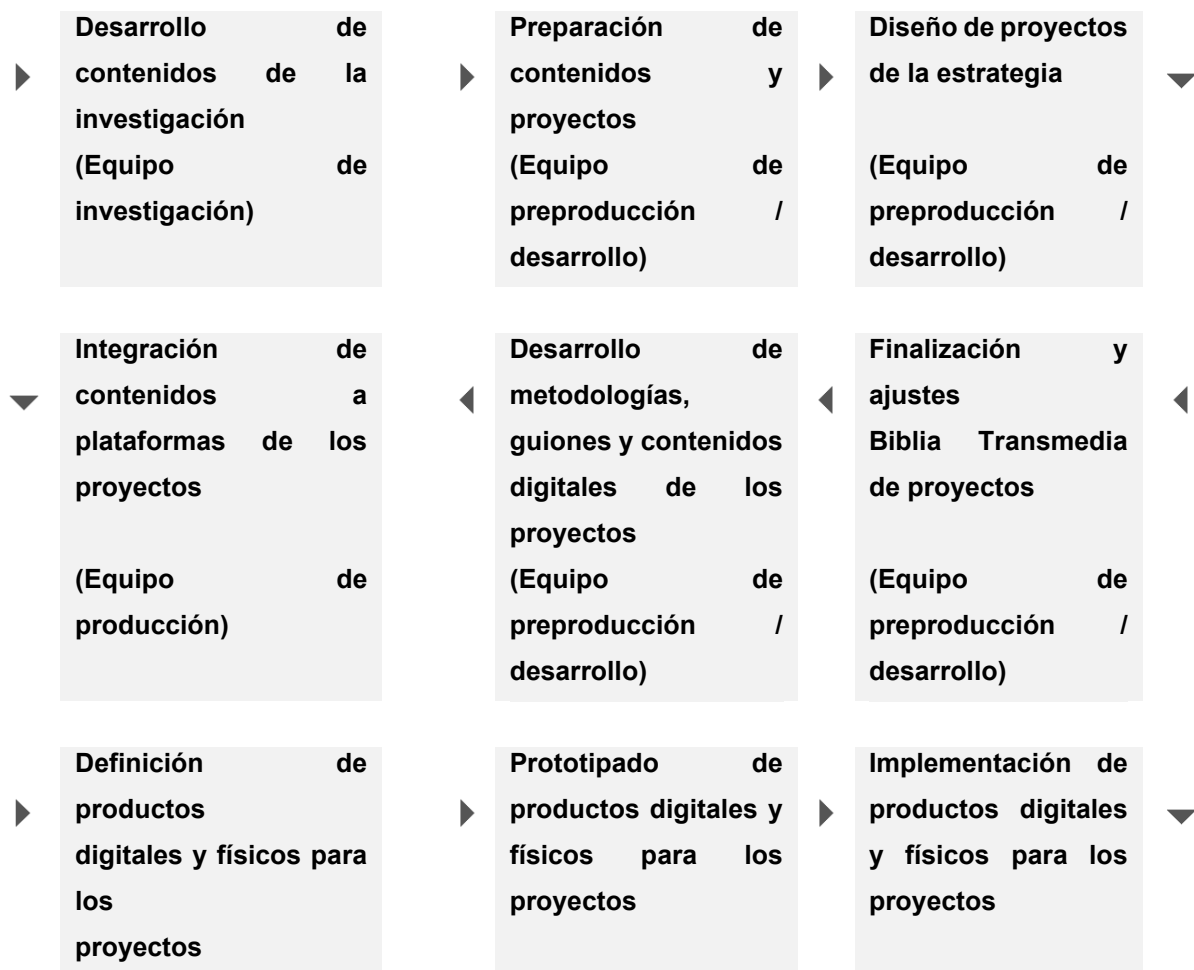 Desarrollo de
contenidos de la
investigación
(Equipo de
investigación)
Preparación de
contenidos y
proyectos
(Equipo de
preproducción /
desarrollo)
Diseño de proyectos
de la estrategia
(Equipo de
preproducción /
desarrollo)
Integración de
contenidos a
plataformas de los
proyectos
(Equipo de
producción)
Desarrollo de
metodologías,
guiones y contenidos
digitales de los
proyectos
(Equipo de
preproducción /
desarrollo)
Finalización y
ajustes
Biblia Transmedia
de proyectos
(Equipo de
preproducción /
desarrollo)
Definición de
productos
digitales y físicos para
los
proyectos
Prototipado de
productos digitales y
físicos para los
proyectos
Implementación de
productos digitales
y físicos para los
proyectos